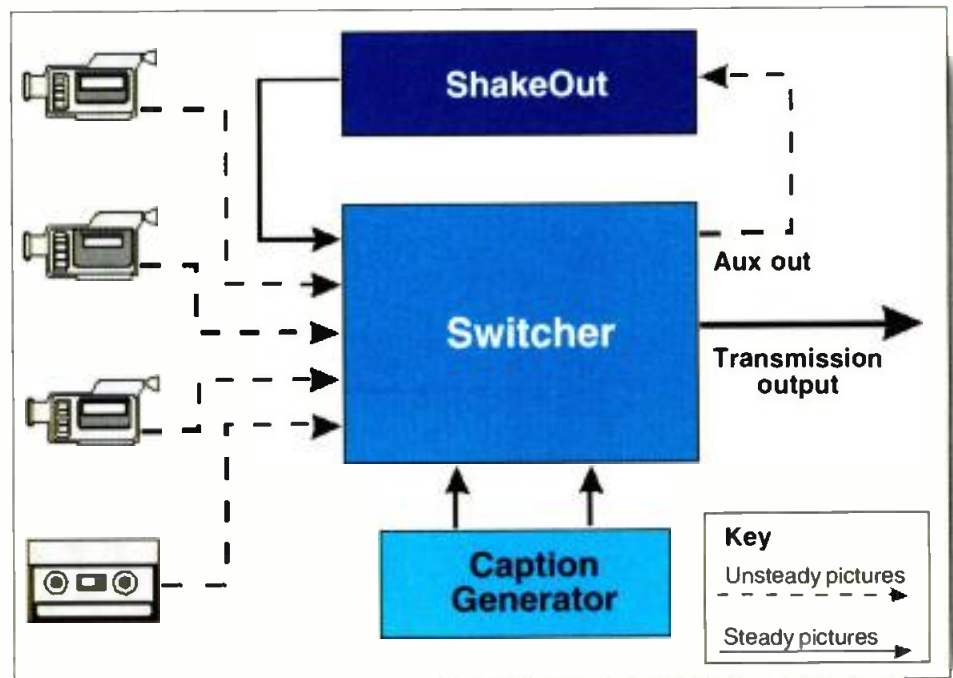 ShakeOut
Aux out
Switcher
Transmission
output
Caption
Generator
Key
Unsteady pictures
Steady pictures